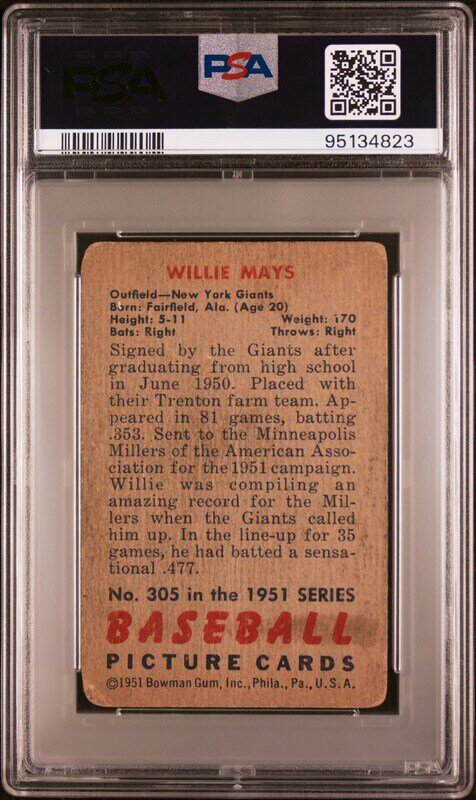 PSA
PSA
95134823
WILLIE MAYS
Outfield—New York Giants
Born: Fairfield, Ala. (Age 20)
Height: 5-11 Weight: 170
Bats: Right Throws: Right
Signed by the Giants after
graduating from high school
in June 1950. Placed with
their Trenton farm team. Ap-
peared in 81 games, batting
.353. Sent to the Minneapolis
Millers of the American Asso-
ciation for the 1951 campaign.
Willie was compiling an
amazing record for the Mil-
lers when the Giants called
him up. In the line-up for 35
games, he had batted a sensa-
tional .477.
No. 305 in the 1951 SERIES
BASEBALL
PICTURE CARDS
©1951 Bowman Gum, Inc., Phila., Pa., U.S.A.
PSA